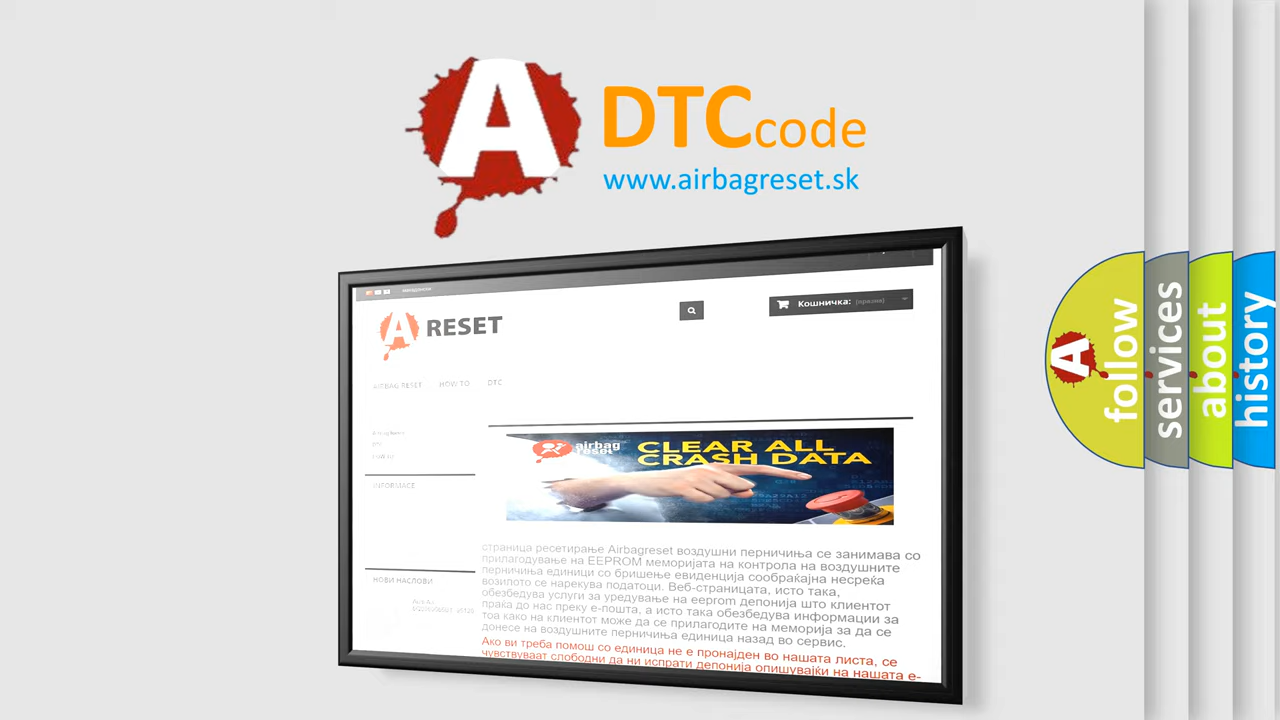 A
DTCcode
www.airbagreset.sk
Кошничка: (празна)
A RESET
AIRBAG RESET HOW TO DTC
INFORMACE
НОВИ НАСЛОВИ
airbag
reset
CLEAR ALL
CRASH DATA
страница ресетирање Airbagreset воздушни перничиња се занимава со
прилагодување на EEPROM меморијата на контрола на воздушните
перничиња единици со бришење евиденција сообраќајна несреќа
возилото се нарекува податоци. Веб-страницата, исто така,
обезбедува услуги за уредување на eeprom депонија што клиентот
праќа до нас преку е-пошта, а исто така обезбедува информации за
тоа како на клиентот може да се прилагодите на меморија за да се
донесе на воздушните перничиња единица назад во сервис.
Ако ви треба помош со единица не е пронајден во нашата листа, се
чувствуваат слободни да ни испрати депонија опишувајќи на нашата е-
A follow
services
about
history